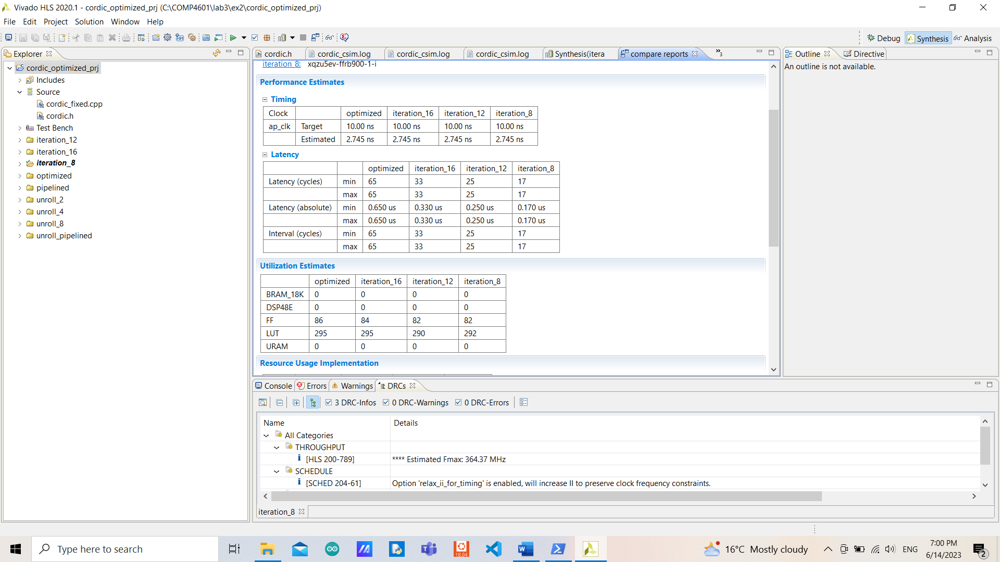 Vivado HLS 2020.1 - cordic_optimized_prj (C:\COMP4601\lab3\ex2\cordic_optimized_prj)
File Edit Project Solution Window Help
Debug Synthesis Analysis
Explorer
cordic_optimized_prj
Includes
Source
cordic_fixed.cpp
cordic.h
Test Bench
iteration_12
iteration_16
iteration_8
optimized
pipelined
unroll_2
unroll_4
unroll_8
unroll_pipelined
cordic.h cordic_csim.log cordic_csim.log cordic_csim.log Synthesis(itera compare reports »3
iteration_8: xqzu5ev-ffrb900-1-i
Performance Estimates
Timing
Clock optimized iteration_16 iteration_12 iteration_8
ap_clk Target 10.00 ns 10.00 ns 10.00 ns 10.00 ns
Estimated 2.745 ns 2.745 ns 2.745 ns 2.745 ns
Latency
optimized iteration_16 iteration_12 iteration_8
Latency (cycles) min 65 33 25 17
max 65 33 25 17
Latency (absolute) min 0.650 us 0.330 us 0.250 us 0.170 us
max 0.650 us 0.330 us 0.250 us 0.170 us
Interval (cycles) min 65 33 25 17
max 65 33 25 17
Utilization Estimates
optimized iteration_16 iteration_12 iteration_8
BRAM_18K 0 0 0 0
DSP48E 0 0 0 0
FF 86 84 82 82
LUT 295 295 290 292
URAM 0 0 0 0
Resource Usage Implementation
Outline Directive
An outline is not available.
Console Errors Warnings DRCs
3 DRC-Infos 0 DRC-Warnings 0 DRC-Errors
Name Details
All Categories
THROUGHPUT
[HLS 200-789] **** Estimated Fmax: 364.37 MHz
SCHEDULE
[SCHED 204-61] Option 'relax_ii_for_timing' is enabled, will increase II to preserve clock frequency constraints.
iteration_8
Type here to search
18.04
16°C Mostly cloudy
ENG
7:00 PM
6/14/2023
2